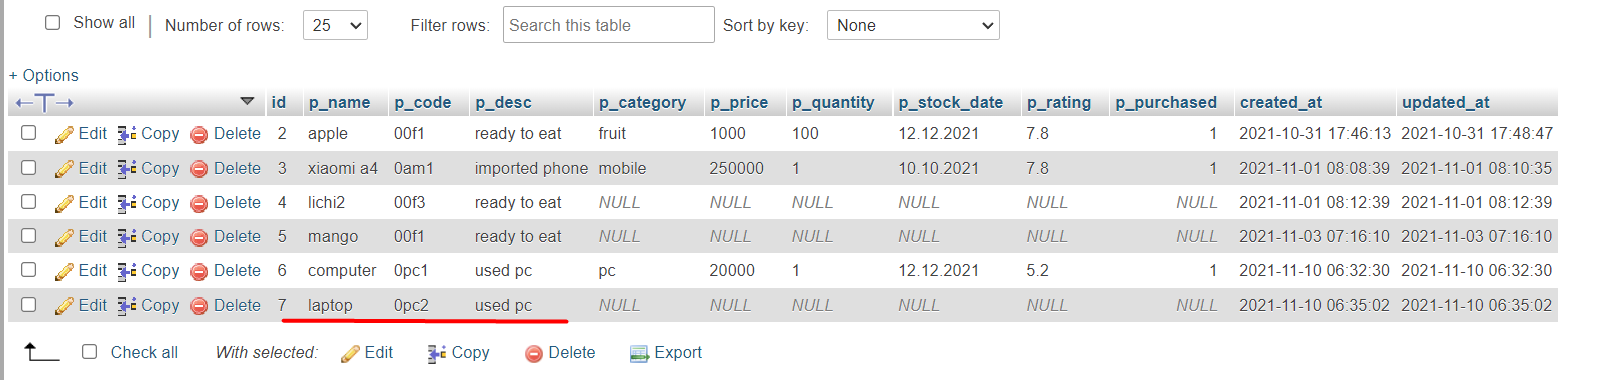 Show all Number of rows: 25 Filter rows: Search this table Sort by key: None
+ Options
id p_name p_code p_desc p_category p_price p_quantity p_stock_date p_rating p_purchased created_at updated_at
Edit Copy Delete 2 apple 00f1 ready to eat fruit 1000 100 12.12.2021 7.8 1 2021-10-31 17:46:13 2021-10-31 17:48:47
Edit Copy Delete 3 xiaomi a4 0am1 imported phone mobile 250000 1 10.10.2021 7.8 1 2021-11-01 08:08:39 2021-11-01 08:10:35
Edit Copy Delete 4 lichi2 00f3 ready to eat NULL NULL NULL NULL NULL NULL 2021-11-01 08:12:39 2021-11-01 08:12:39
Edit Copy Delete 5 mango 00f1 ready to eat NULL NULL NULL NULL NULL NULL 2021-11-03 07:16:10 2021-11-03 07:16:10
Edit Copy Delete 6 computer 0pc1 used pc pc 20000 1 12.12.2021 5.2 1 2021-11-10 06:32:30 2021-11-10 06:32:30
Edit Copy Delete 7 laptop 0pc2 used pc NULL NULL NULL NULL NULL NULL 2021-11-10 06:35:02 2021-11-10 06:35:02
Check all With selected: Edit Copy Delete Export